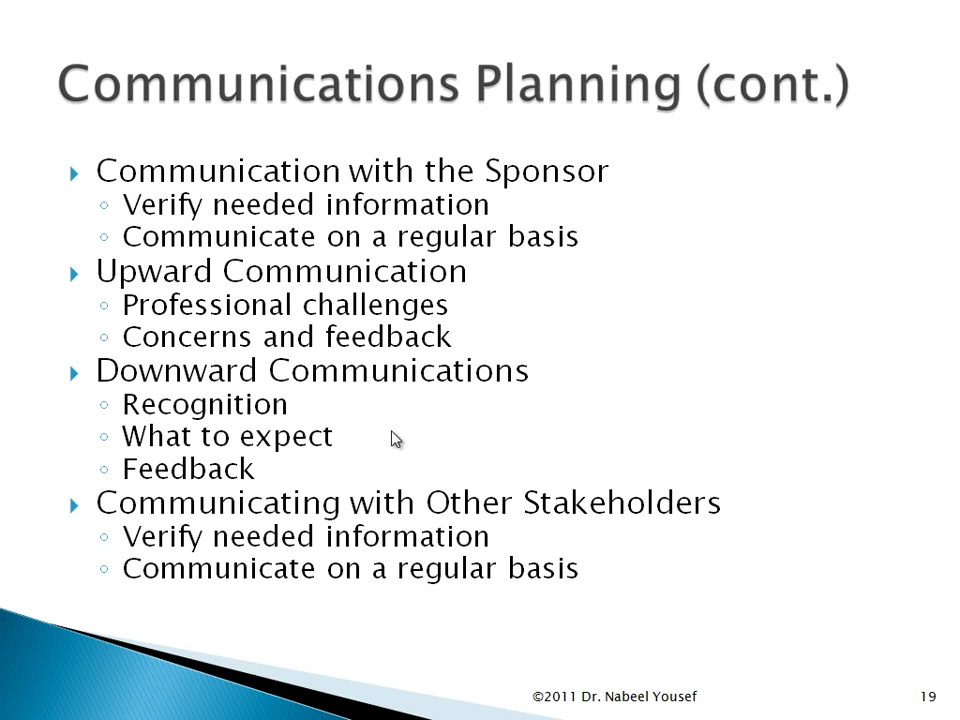 Communications Planning (cont.)
Communication with the Sponsor
Verify needed information
Communicate on a regular basis
Upward Communication
Professional challenges
Concerns and feedback
Downward Communications
Recognition
What to expect
Feedback
Communicating with Other Stakeholders
Verify needed information
Communicate on a regular basis
©2011 Dr. Nabeel Yousef 19